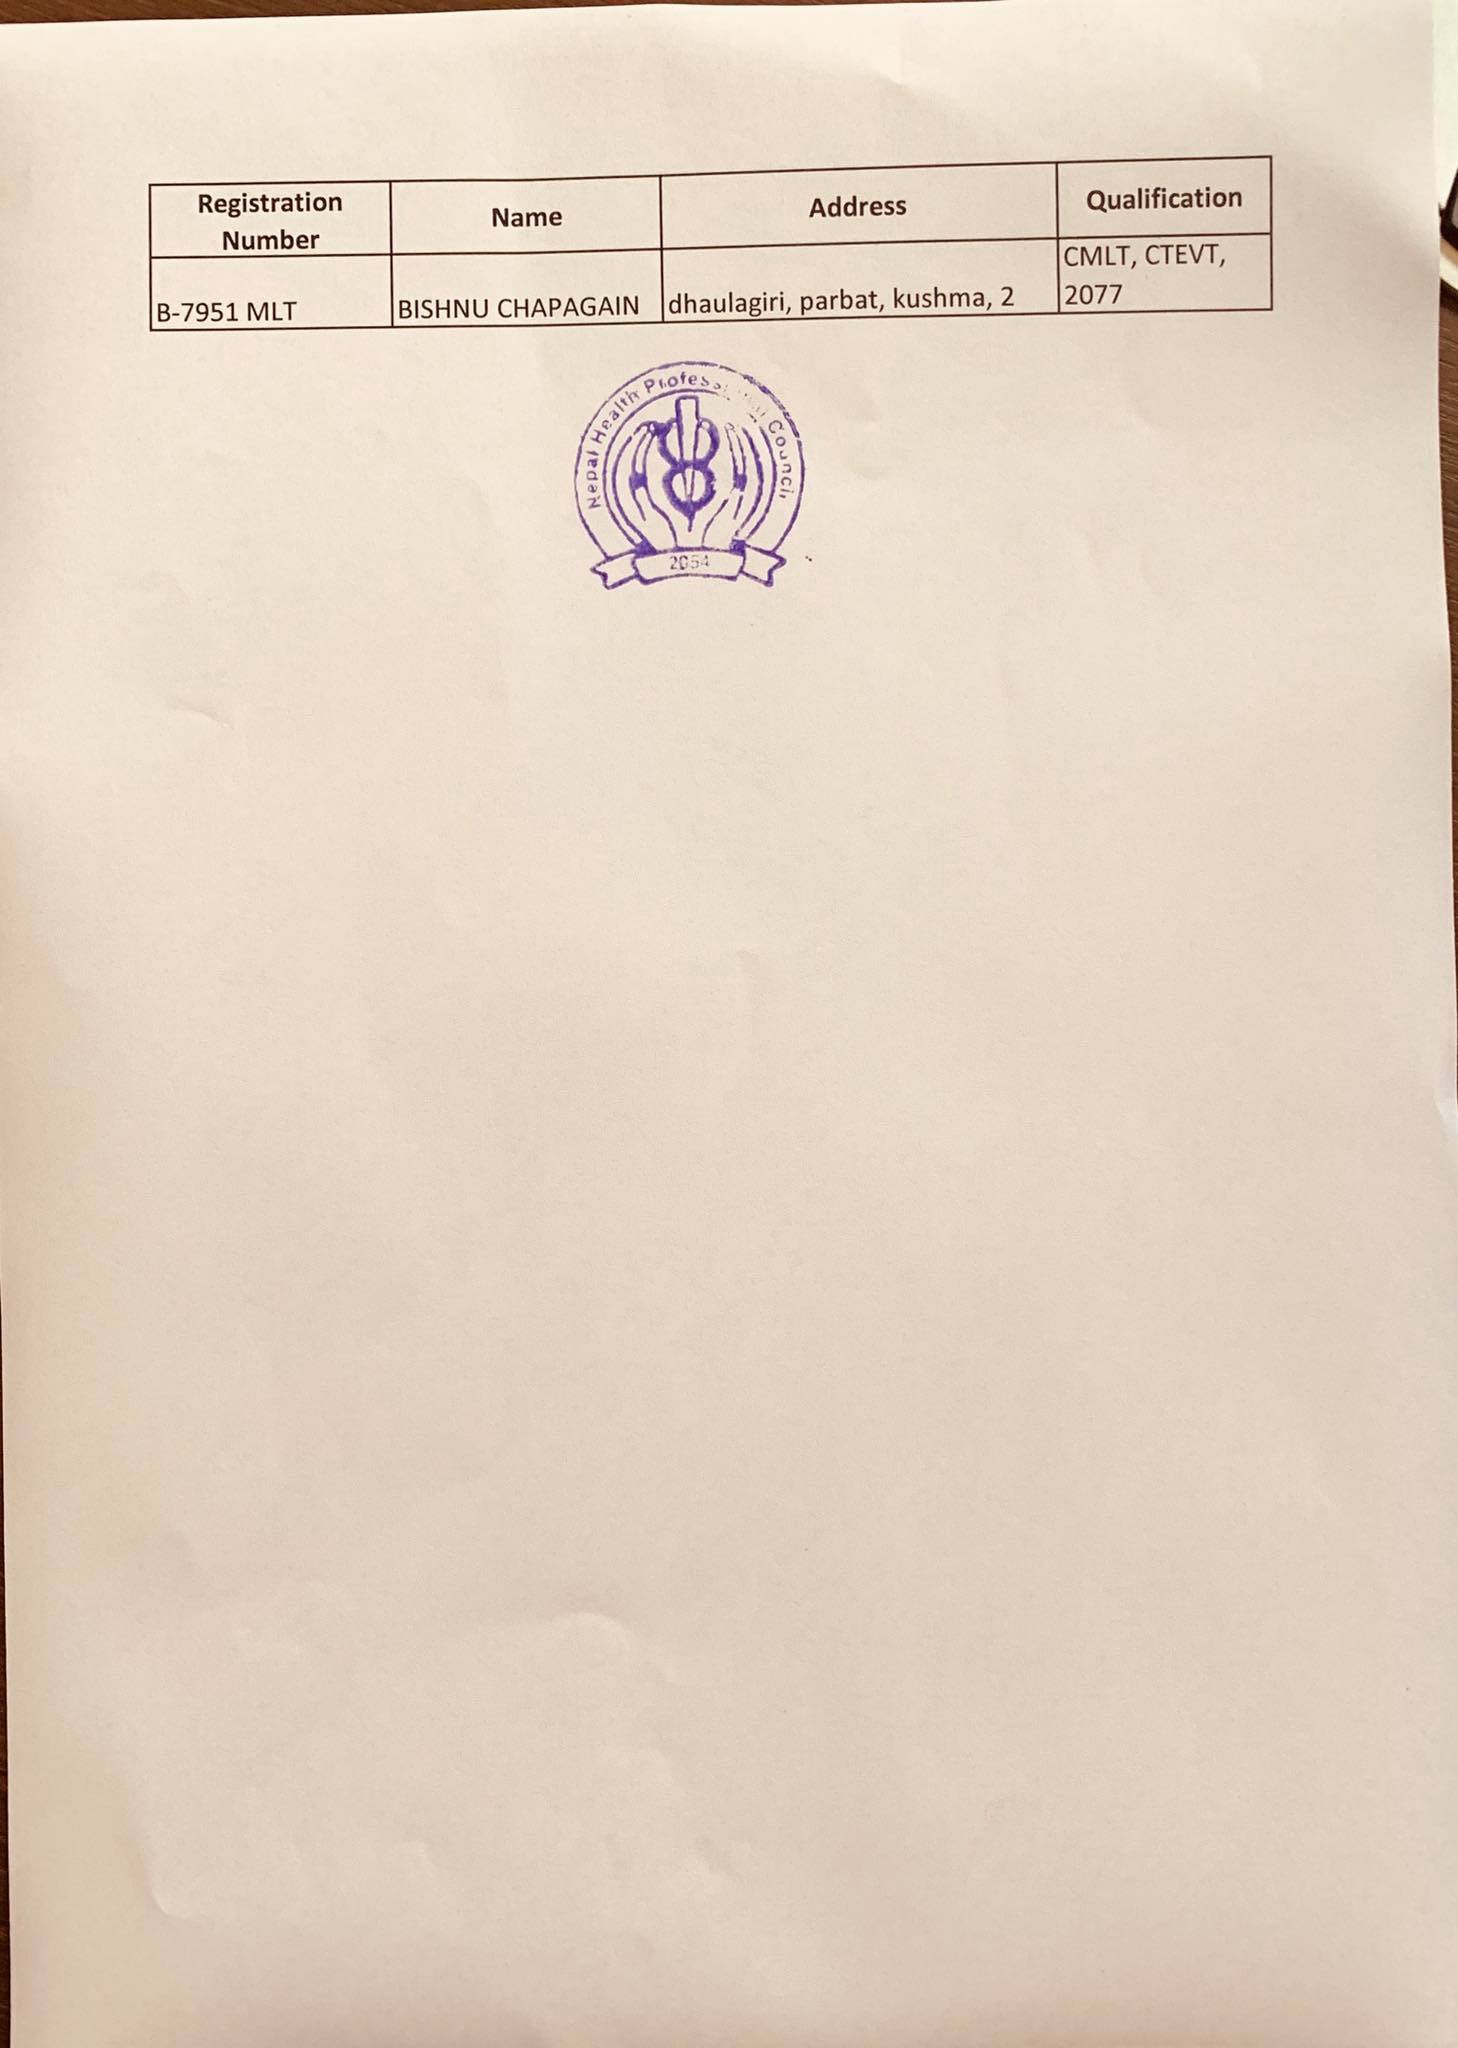 Registration Number
Name
Address
Qualification
B-7951 MLT
BISHNU CHAPAGAIN
dhaulagiri, parbat, kushma, 2
CMLT, CTEVT,
2077
Nepal Health Council
2054